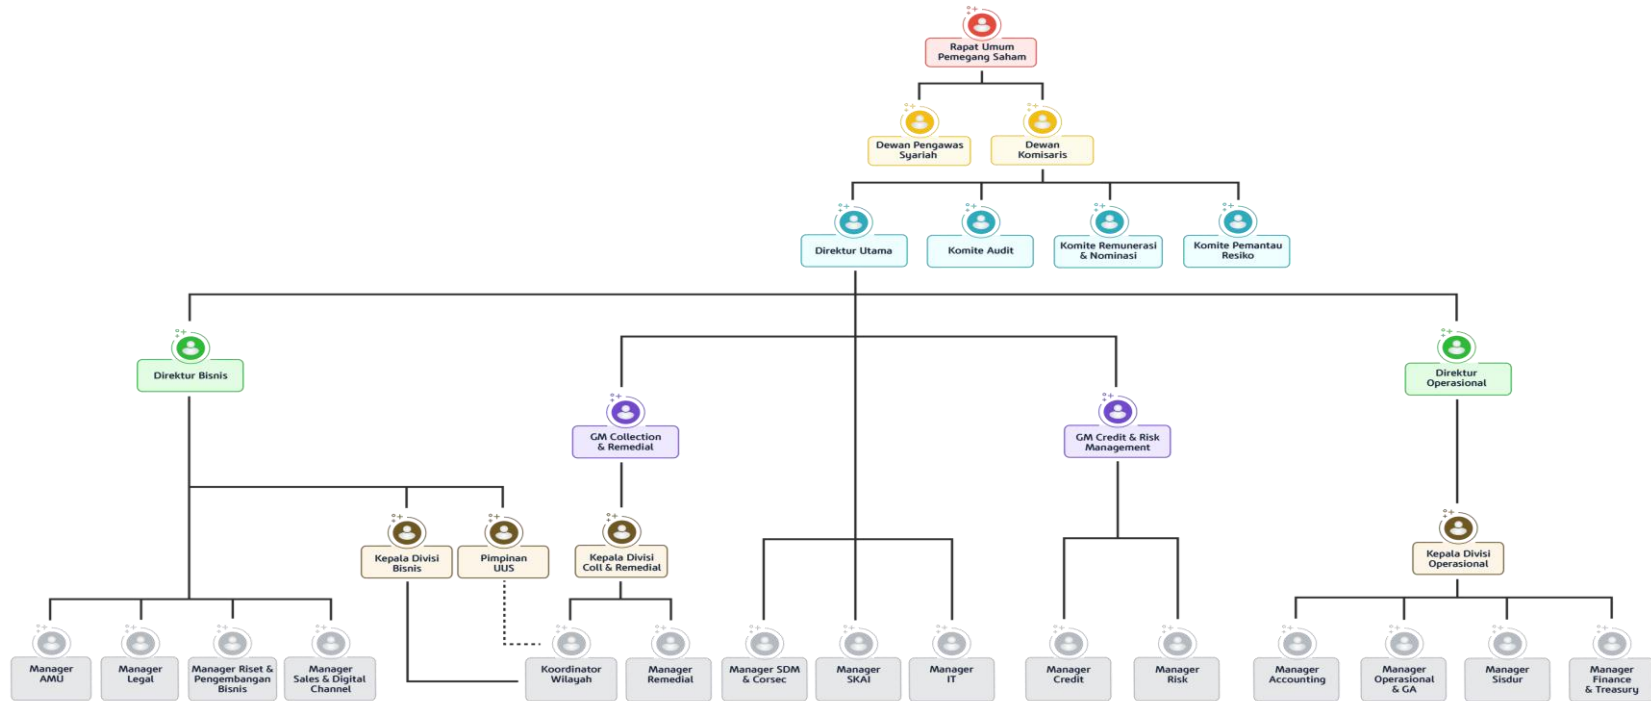 Rapat Umum
Pemegang Saham
Dewan Pengawas
Syariah
Dewan
Komisaris
Direktur Utama
Komite Audit
Komite Remunerasi
& Nominasi
Komite Pemantau
Resiko
Direktur Bisnis
Direktur
Operasional
GM Collection
& Remedial
GM Credit & Risk
Management
Kepala Divisi
Bisnis
Pimpinan
UUS
Kepala Divisi
Coll & Remedial
Kepala Divisi
Operasional
Manager
AMU
Manager
Legal
Manager Riset &
Pengembangan
Bisnis
Manager
Sales & Digital
Channel
Koordinator
Wilayah
Manager
Remedial
Manager SDM
& Corsec
Manager
SKAI
Manager
IT
Manager
Credit
Manager
Risk
Manager
Accounting
Manager
Operasional
& GA
Manager
Sisdur
Manager
Finance
& Treasury